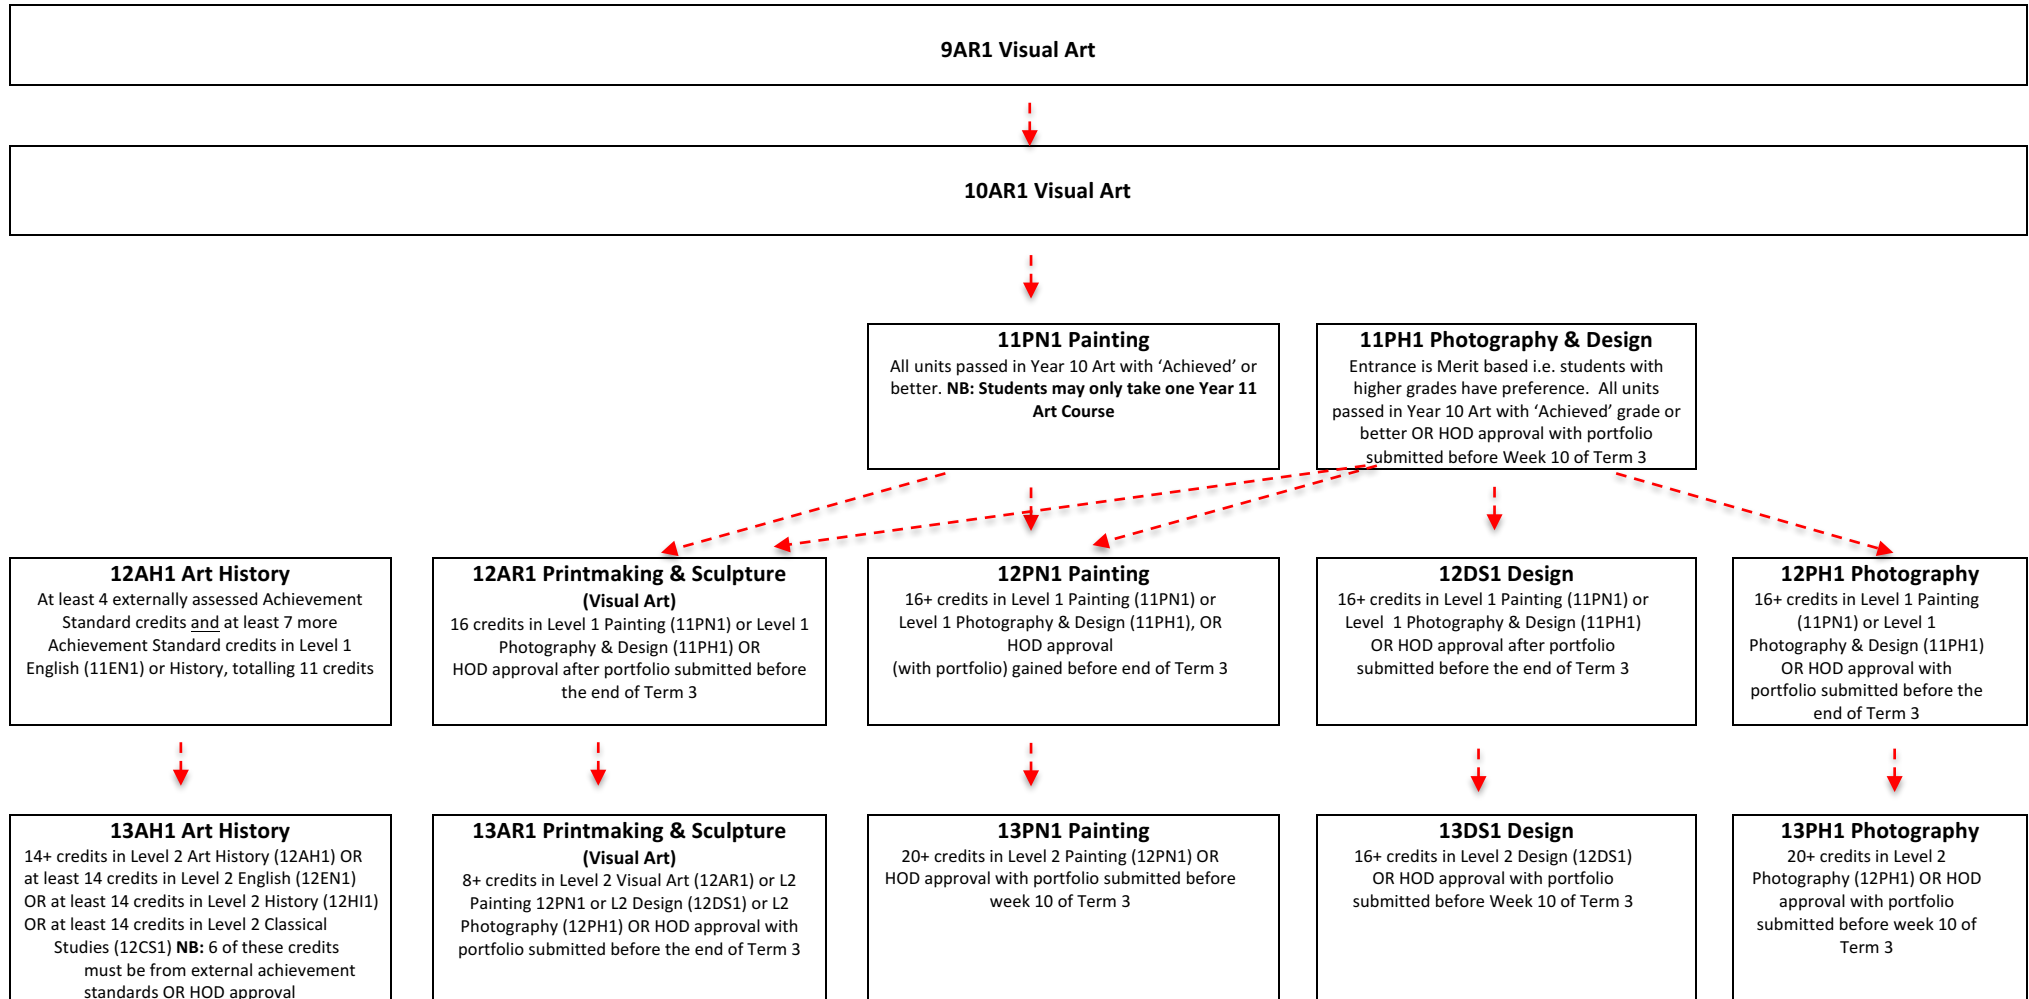 9AR1 Visual Art
10AR1 Visual Art
11PN1 Painting
All units passed in Year 10 Art with ‘Achieved’ or
better. NB: Students may only take one Year 11
Art Course
11PH1 Photography & Design
Entrance is Merit based i.e. students with
higher grades have preference. All units
passed in Year 10 Art with ‘Achieved’ grade or
better OR HOD approval with portfolio
submitted before Week 10 of Term 3
12AH1 Art History
At least 4 externally assessed Achievement
Standard credits and at least 7 more
Achievement Standard credits in Level 1
English (11EN1) or History, totalling 11 credits
12AR1 Printmaking & Sculpture
(Visual Art)
16 credits in Level 1 Painting (11PN1) or Level 1
Photography & Design (11PH1) OR
HOD approval after portfolio submitted before
the end of Term 3
12PN1 Painting
16+ credits in Level 1 Painting (11PN1) or
Level 1 Photography & Design (11PH1), OR
HOD approval
(with portfolio) gained before end of Term 3
12DS1 Design
16+ credits in Level 1 Painting (11PN1) or
Level 1 Photography & Design (11PH1)
OR HOD approval after portfolio
submitted before the end of Term 3
12PH1 Photography
16+ credits in Level 1 Painting
(11PN1) or Level 1
Photography & Design (11PH1)
OR HOD approval with
portfolio submitted before the
end of Term 3
13AH1 Art History
14+ credits in Level 2 Art History (12AH1) OR
at least 14 credits in Level 2 English (12EN1)
OR at least 14 credits in Level 2 History (12HI1)
OR at least 14 credits in Level 2 Classical
Studies (12CS1) NB: 6 of these credits
must be from external achievement
standards OR HOD approval
13AR1 Printmaking & Sculpture
(Visual Art)
8+ credits in Level 2 Visual Art (12AR1) or L2
Painting 12PN1 or L2 Design (12DS1) or L2
Photography (12PH1) OR HOD approval with
portfolio submitted before the end of Term 3
13PN1 Painting
20+ credits in Level 2 Painting (12PN1) OR
HOD approval with portfolio submitted before
week 10 of Term 3
13DS1 Design
16+ credits in Level 2 Design (12DS1)
OR HOD approval with portfolio
submitted before Week 10 of Term 3
13PH1 Photography
20+ credits in Level 2
Photography (12PH1) OR HOD
approval with portfolio
submitted before week 10 of
Term 3